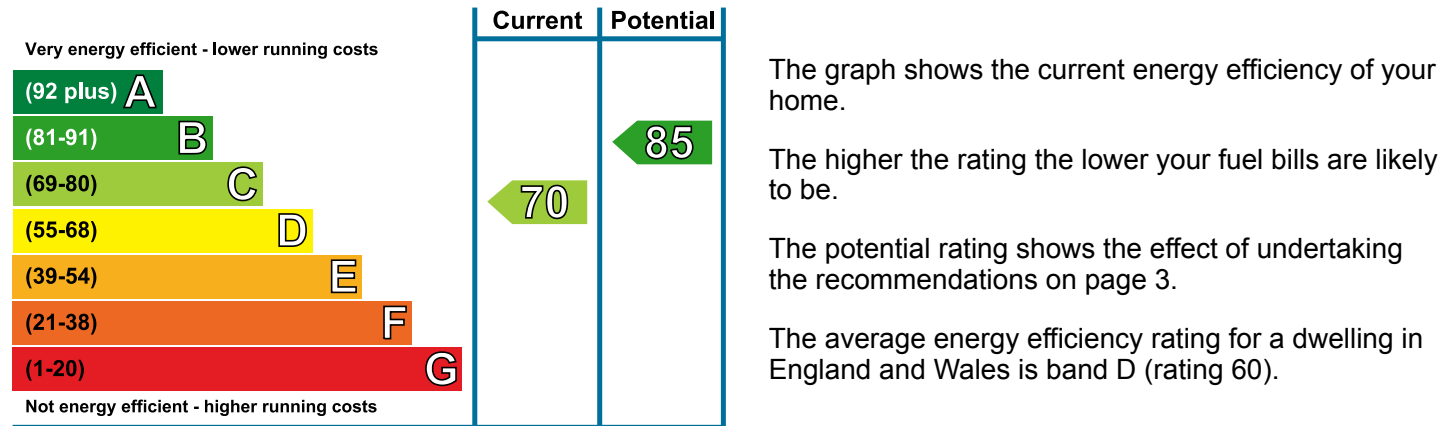 Current Potential
Very energy efficient - lower running costs
(92 plus) A
(81-91) B
(69-80) C
(55-68) D
(39-54) E
(21-38) F
(1-20) G
Not energy efficient - higher running costs
70
85
The graph shows the current energy efficiency of your
home.
The higher the rating the lower your fuel bills are likely
to be.
The potential rating shows the effect of undertaking
the recommendations on page 3.
The average energy efficiency rating for a dwelling in
England and Wales is band D (rating 60).